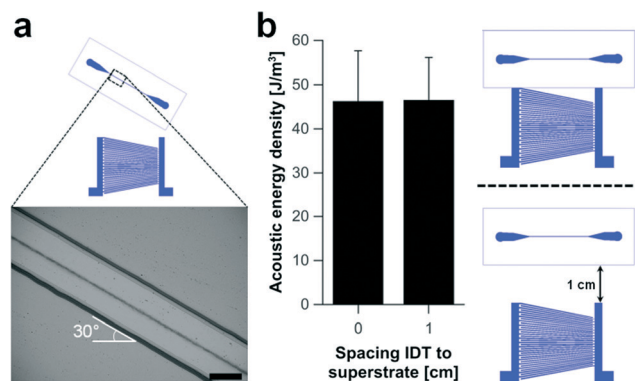 a
30°
b
Acoustic energy density [J/m³]
60
50
40
30
20
10
0
0 1
Spacing IDT to
superstrate [cm]
1 cm